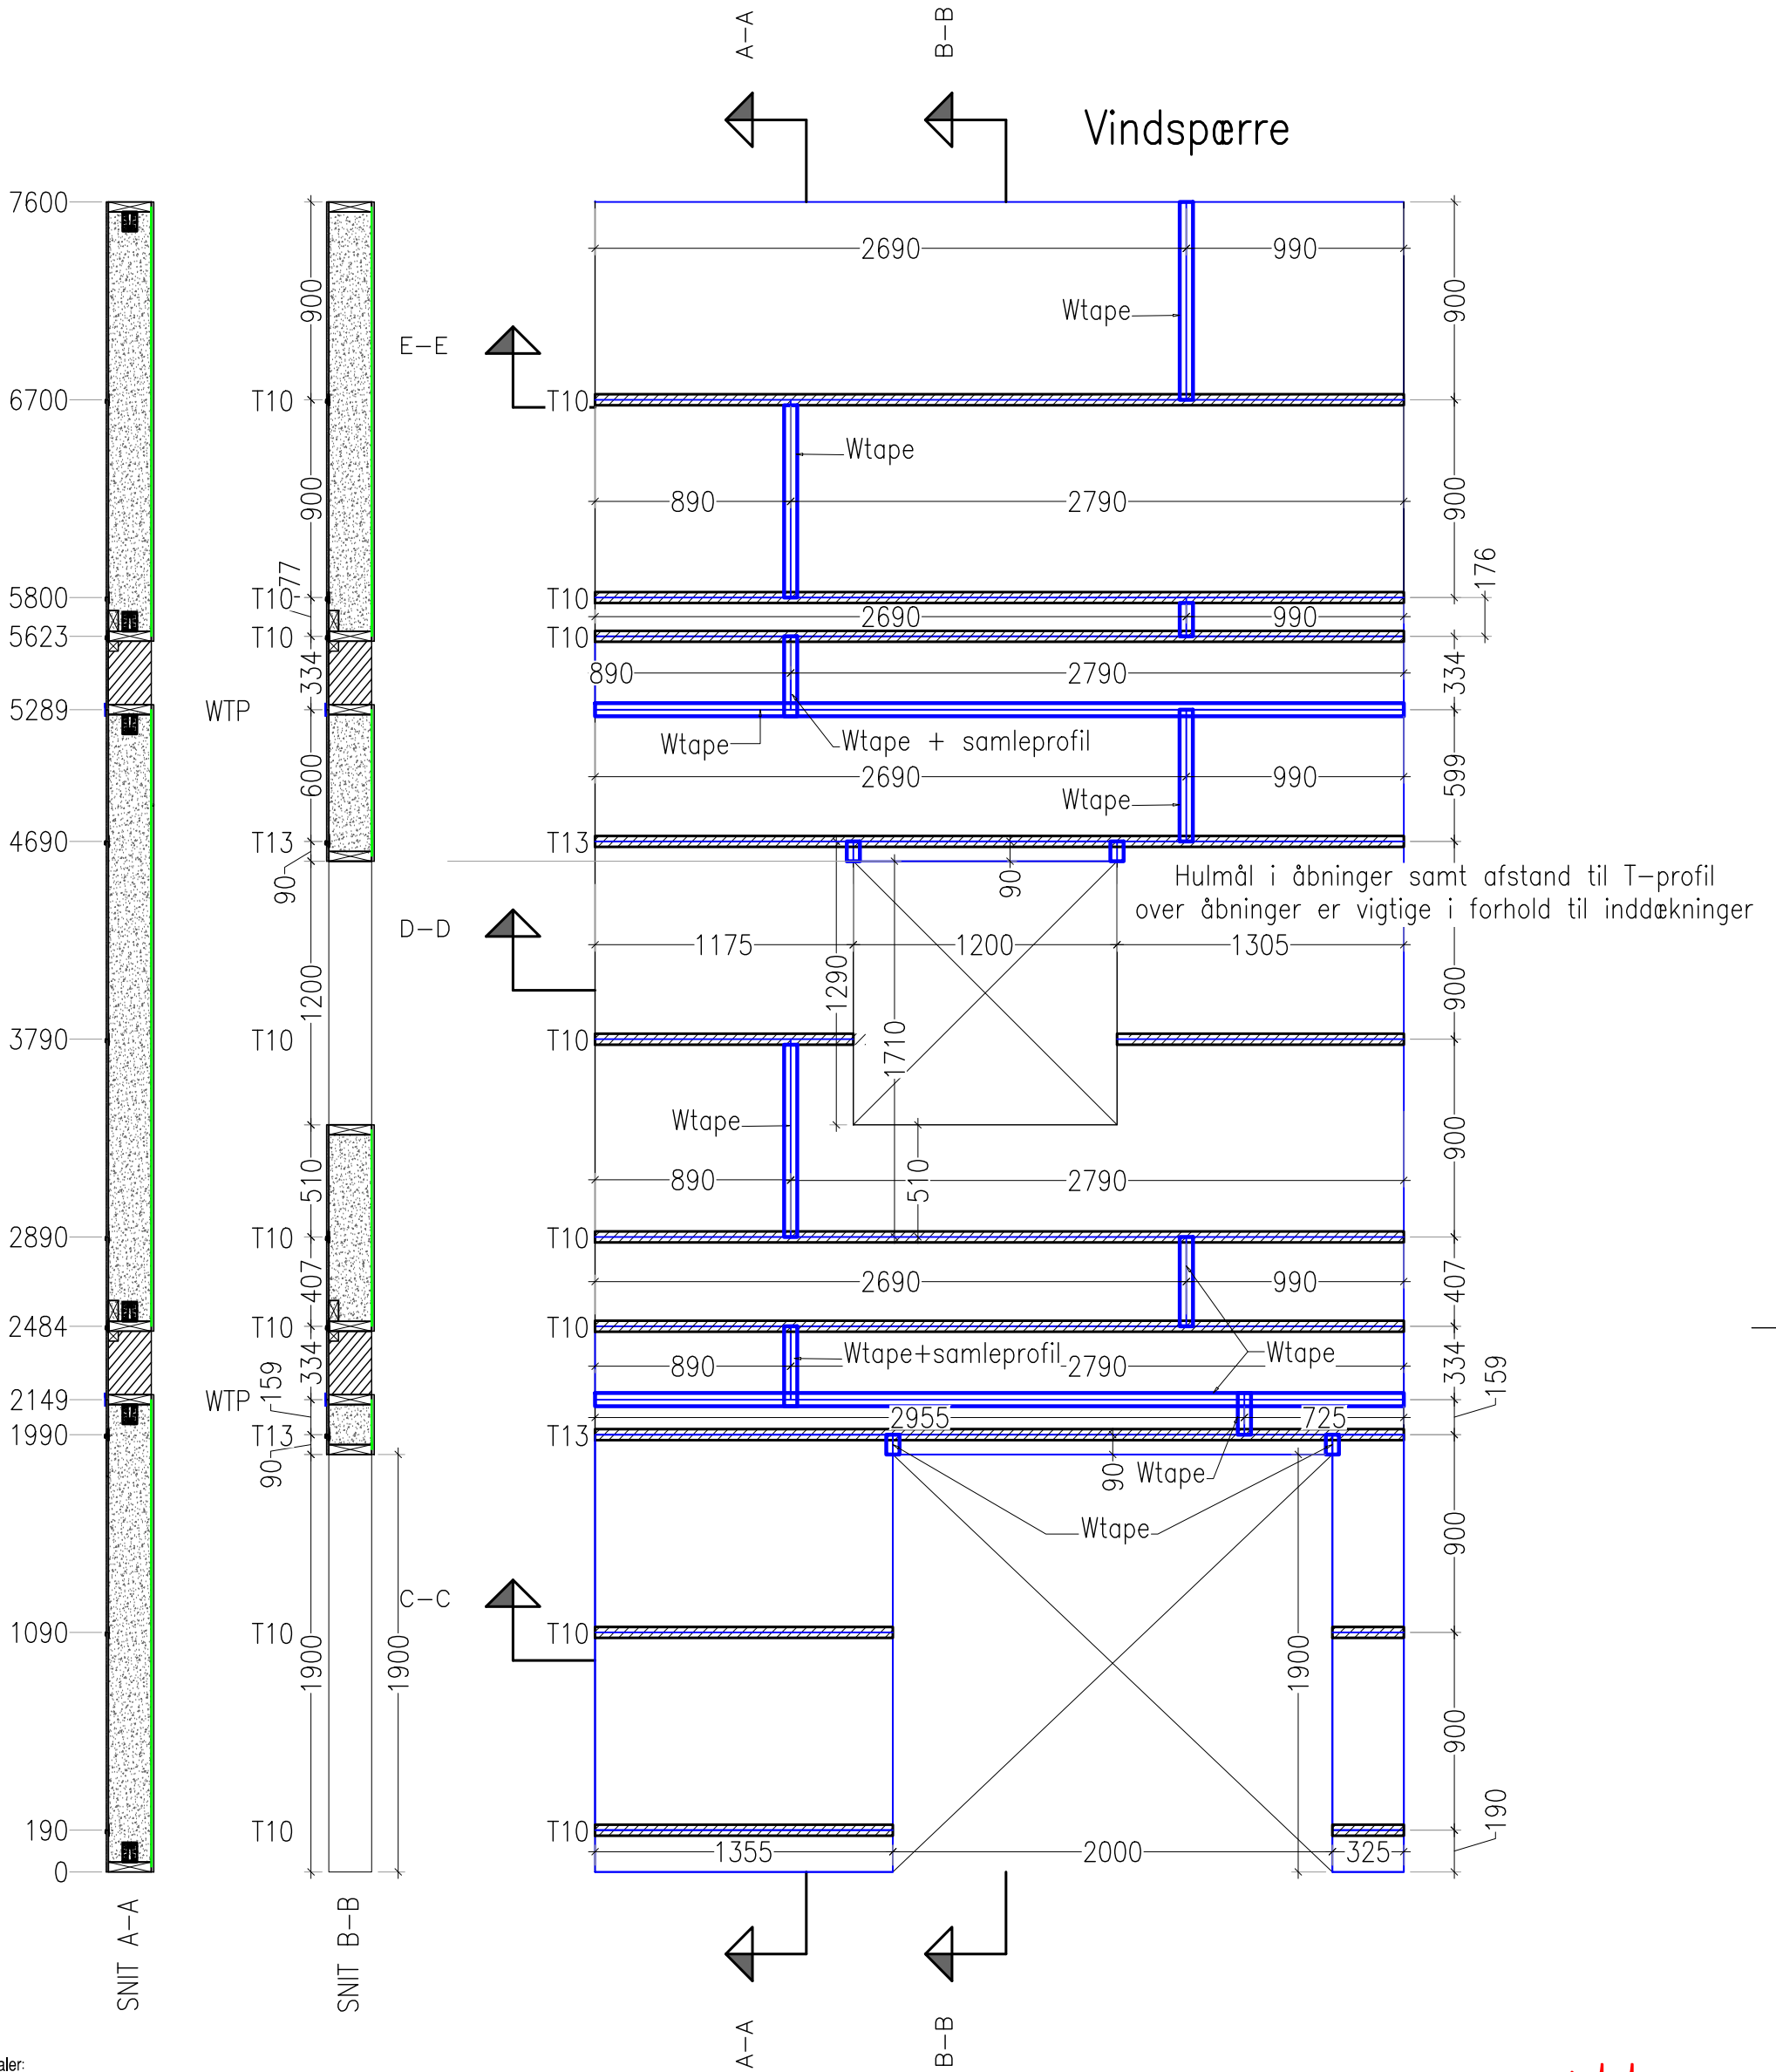 A-A
B-B
Vindspærre
7600
2690
990
900
900
Wtape
E-E
6700
T10
T10
Wtape
900
890
2790
900
176
77
5800
T10
T10
2690
990
5623
T10
T10
334
890
2790
334
5289
WTP
Wtape
Wtape + samleprofil
600
2690
990
599
Wtape
4690
T13
T13
90
90
Hulmål i åbninger samt afstand til T-profil
over åbninger er vigtige i forhold til inddækninger
D-D
1175
1200
1305
1200
1290
900
3790
T10
T10
1710
Wtape
900
510
890
510
2790
2890
T10
T10
407
2690
990
407
2484
T10
T10
334
890
Wtape+samleprofil
2790
Wtape
334
159
159
2149
WTP
2955
725
1990
T13
T13
90
90
Wtape
Wtape
900
C-C
1090
T10
T10
1900
1900
1900
900
190
190
T10
T10
1355
2000
325
0
SNIT A-A
SNIT B-B
A-A
B-B
aler: